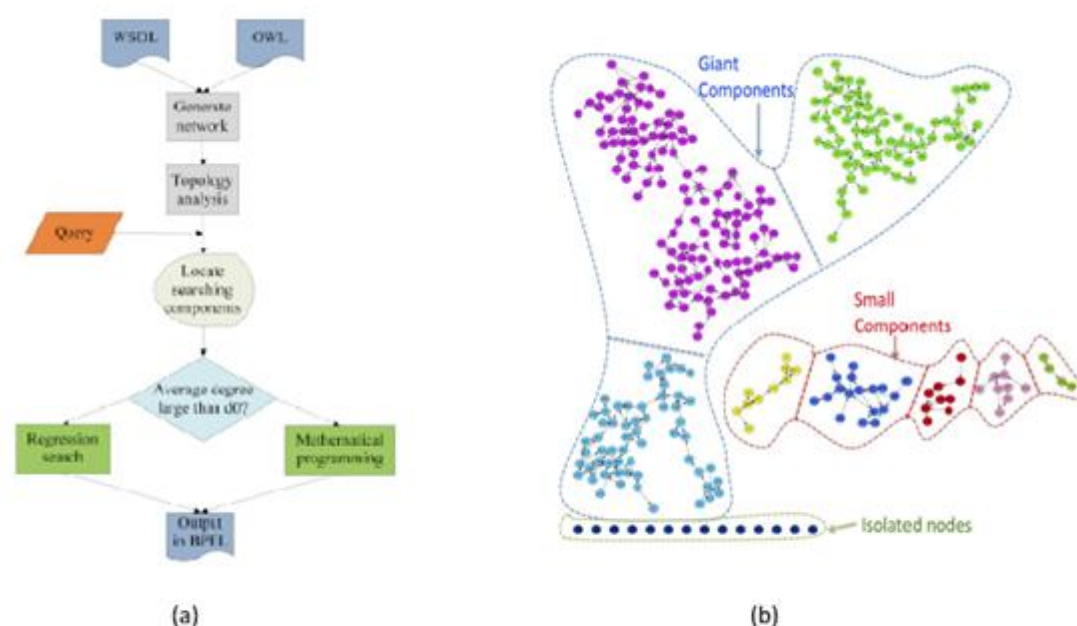 WSDL
OWL
Generate
network
Topology
analysis
Query
Locate
searching
components
Average degree
large than d0?
Regression
search
Mathematical
programming
Output
in BPEL
(a)
Giant
Components
Small
Components
Isolated nodes
(b)